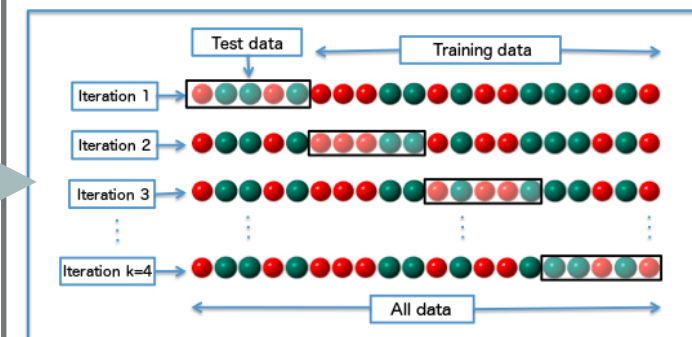 Test data
Training data
Iteration 1
Iteration 2
Iteration 3
Iteration k=4
All data